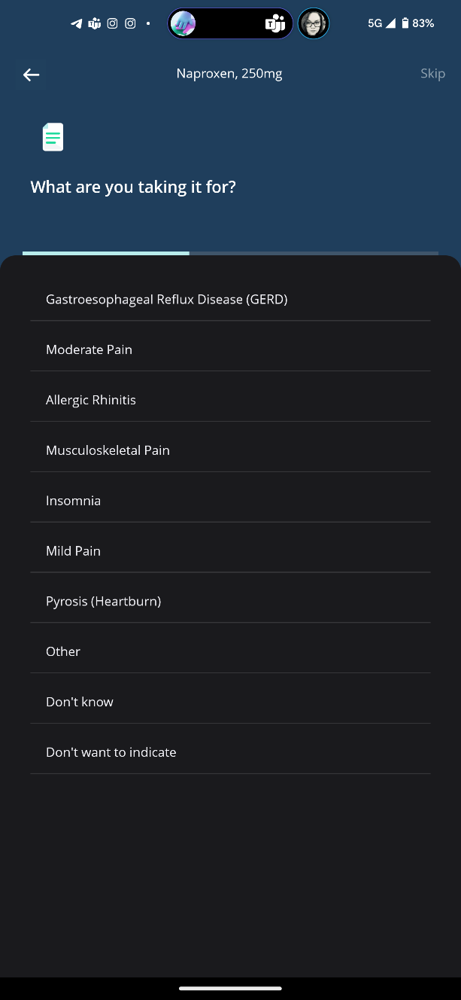 5G 83%
Naproxen, 250mg
Skip
What are you taking it for?
Gastroesophageal Reflux Disease (GERD)
Moderate Pain
Allergic Rhinitis
Musculoskeletal Pain
Insomnia
Mild Pain
Pyrosis (Heartburn)
Other
Don't know
Don't want to indicate